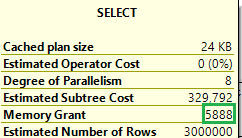 SELECT
Cached plan size 24 KB
Estimated Operator Cost 0 (0%)
Degree of Parallelism 8
Estimated Subtree Cost 329,792
Memory Grant 5888
Estimated Number of Rows 3000000